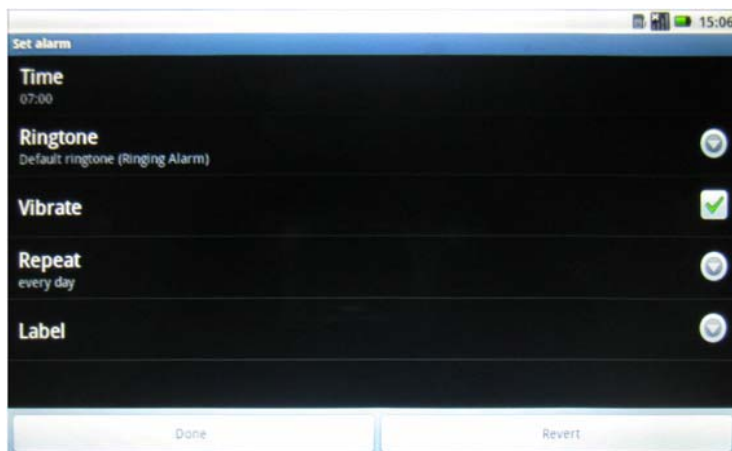 15:06
Set alarm
Time
07:00
Ringtone
Default ringtone (Ringing Alarm)
Vibrate
Repeat
every day
Label
Done
Revert